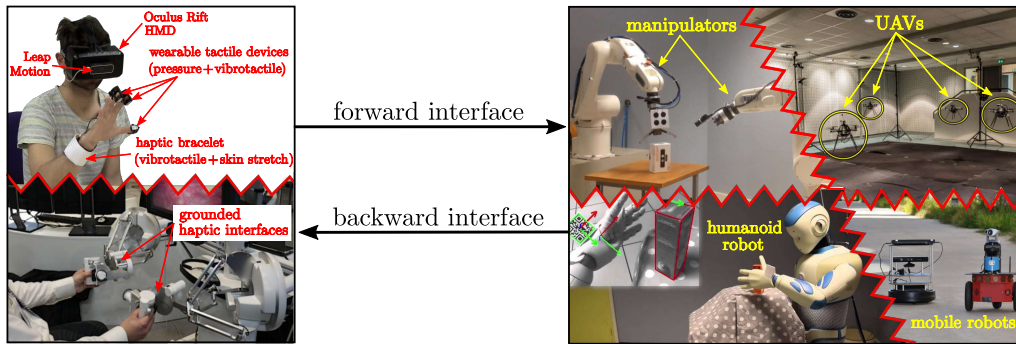 Oculus Rift
HMD
Leap
Motion
wearable tactile devices
(pressure+vibrotactile)
haptic bracelet
(vibrotactile+skin stretch)
grounded
haptic interfaces
forward interface
backward interface
manipulators
UAVs
humanoid
robot
mobile robots